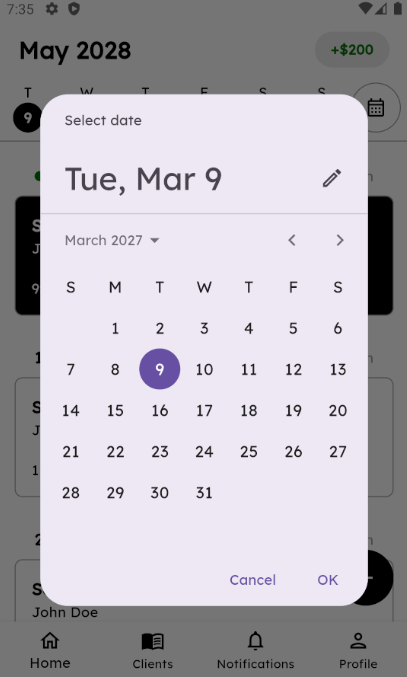 7:35
May 2028
+$200
T W T F S S
9
Select date
Tue, Mar 9
March 2027
S M T W T F S
1 2 3 4 5 6
7 8 9 10 11 12 13
14 15 16 17 18 19 20
21 22 23 24 25 26 27
28 29 30 31
Cancel OK
John Doe
Home Clients Notifications Profile